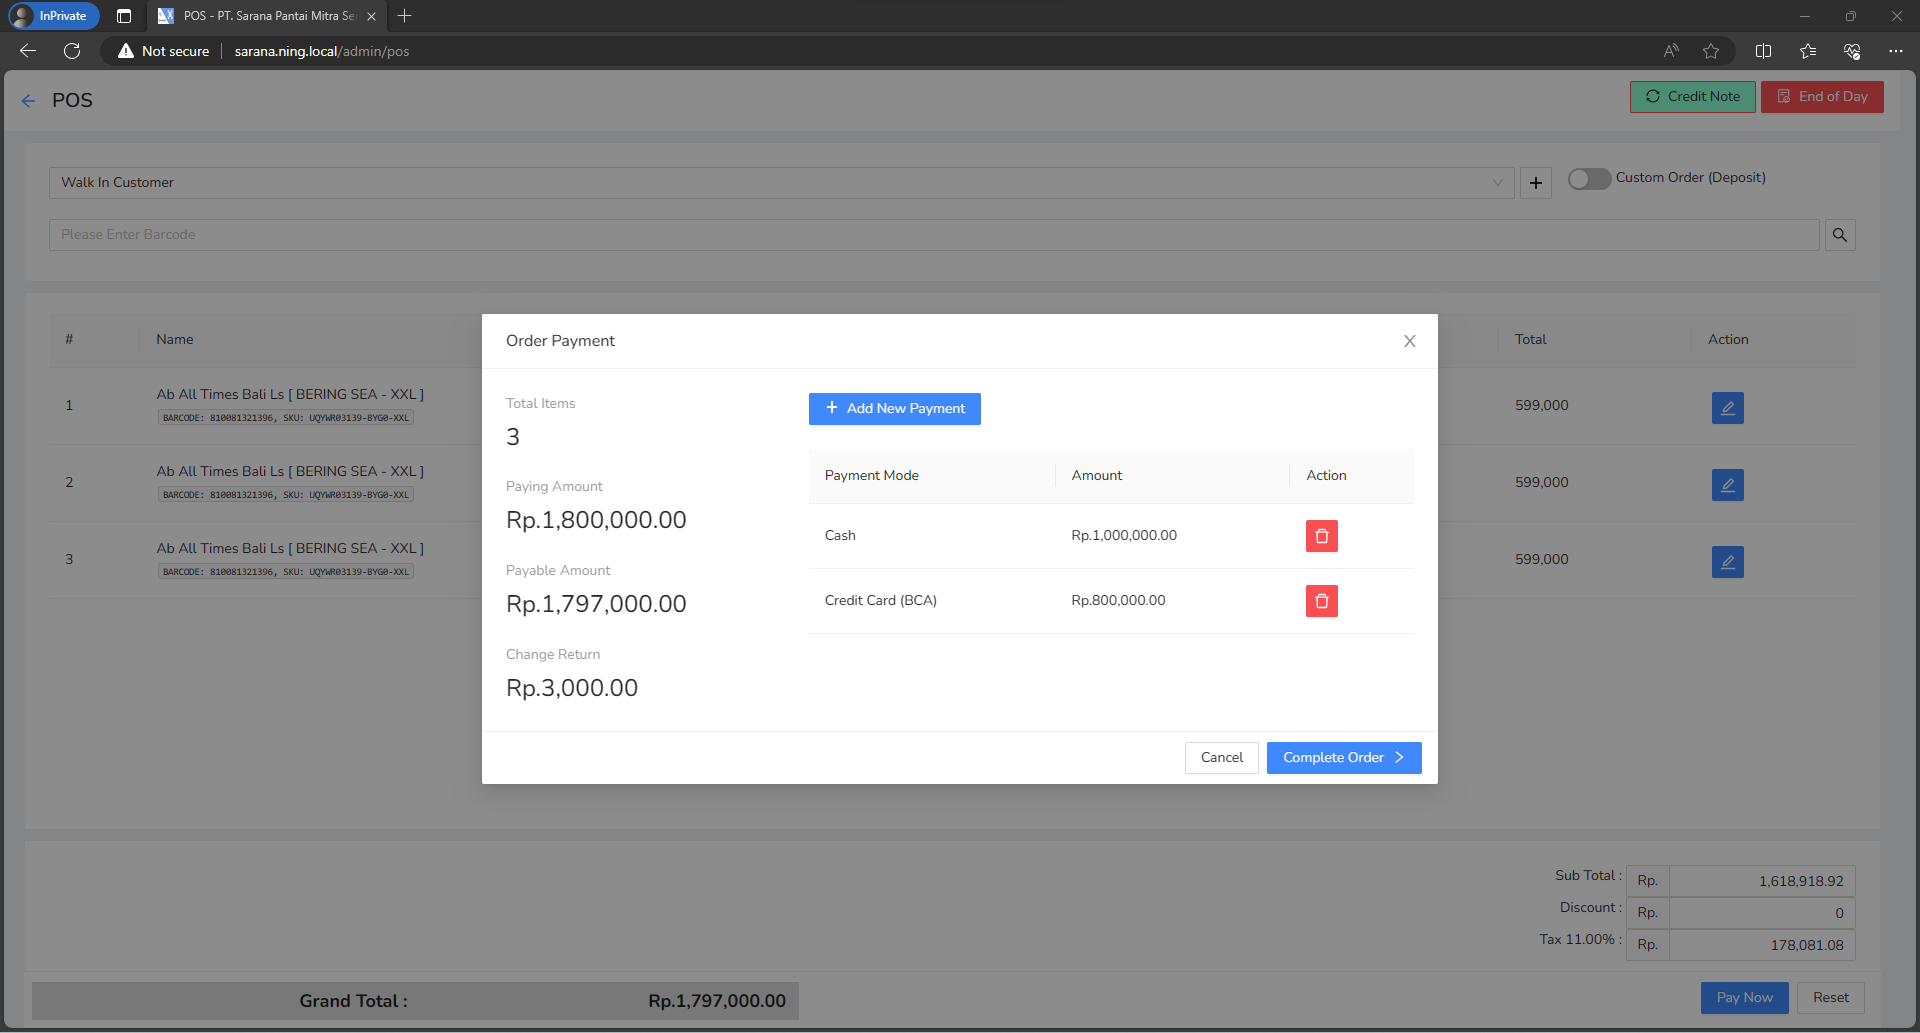 InPrivate
POS - PT. Sarana Pantai Mitra Se
Not secure
sarana.ning.local/admin/pos
POS
Credit Note
End of Day
Walk In Customer
Custom Order (Deposit)
Please Enter Barcode
# Name Total Action
1 Ab All Times Bali Ls [ BERING SEA - XXL ] 599,000
BARCODE: 810081321396, SKU: UQYWR03139-BYG0-XXL
2 Ab All Times Bali Ls [ BERING SEA - XXL ] 599,000
BARCODE: 810081321396, SKU: UQYWR03139-BYG0-XXL
3 Ab All Times Bali Ls [ BERING SEA - XXL ] 599,000
BARCODE: 810081321396, SKU: UQYWR03139-BYG0-XXL
Order Payment
Total Items
3
Paying Amount
Rp.1,800,000.00
Payable Amount
Rp.1,797,000.00
Change Return
Rp.3,000.00
Add New Payment
Payment Mode Amount Action
Cash Rp.1,000,000.00
Credit Card (BCA) Rp.800,000.00
Cancel
Complete Order
Sub Total : Rp. 1,618,918.92
Discount : Rp. 0
Tax 11.00% : Rp. 178,081.08
Grand Total : Rp.1,797,000.00
Pay Now
Reset